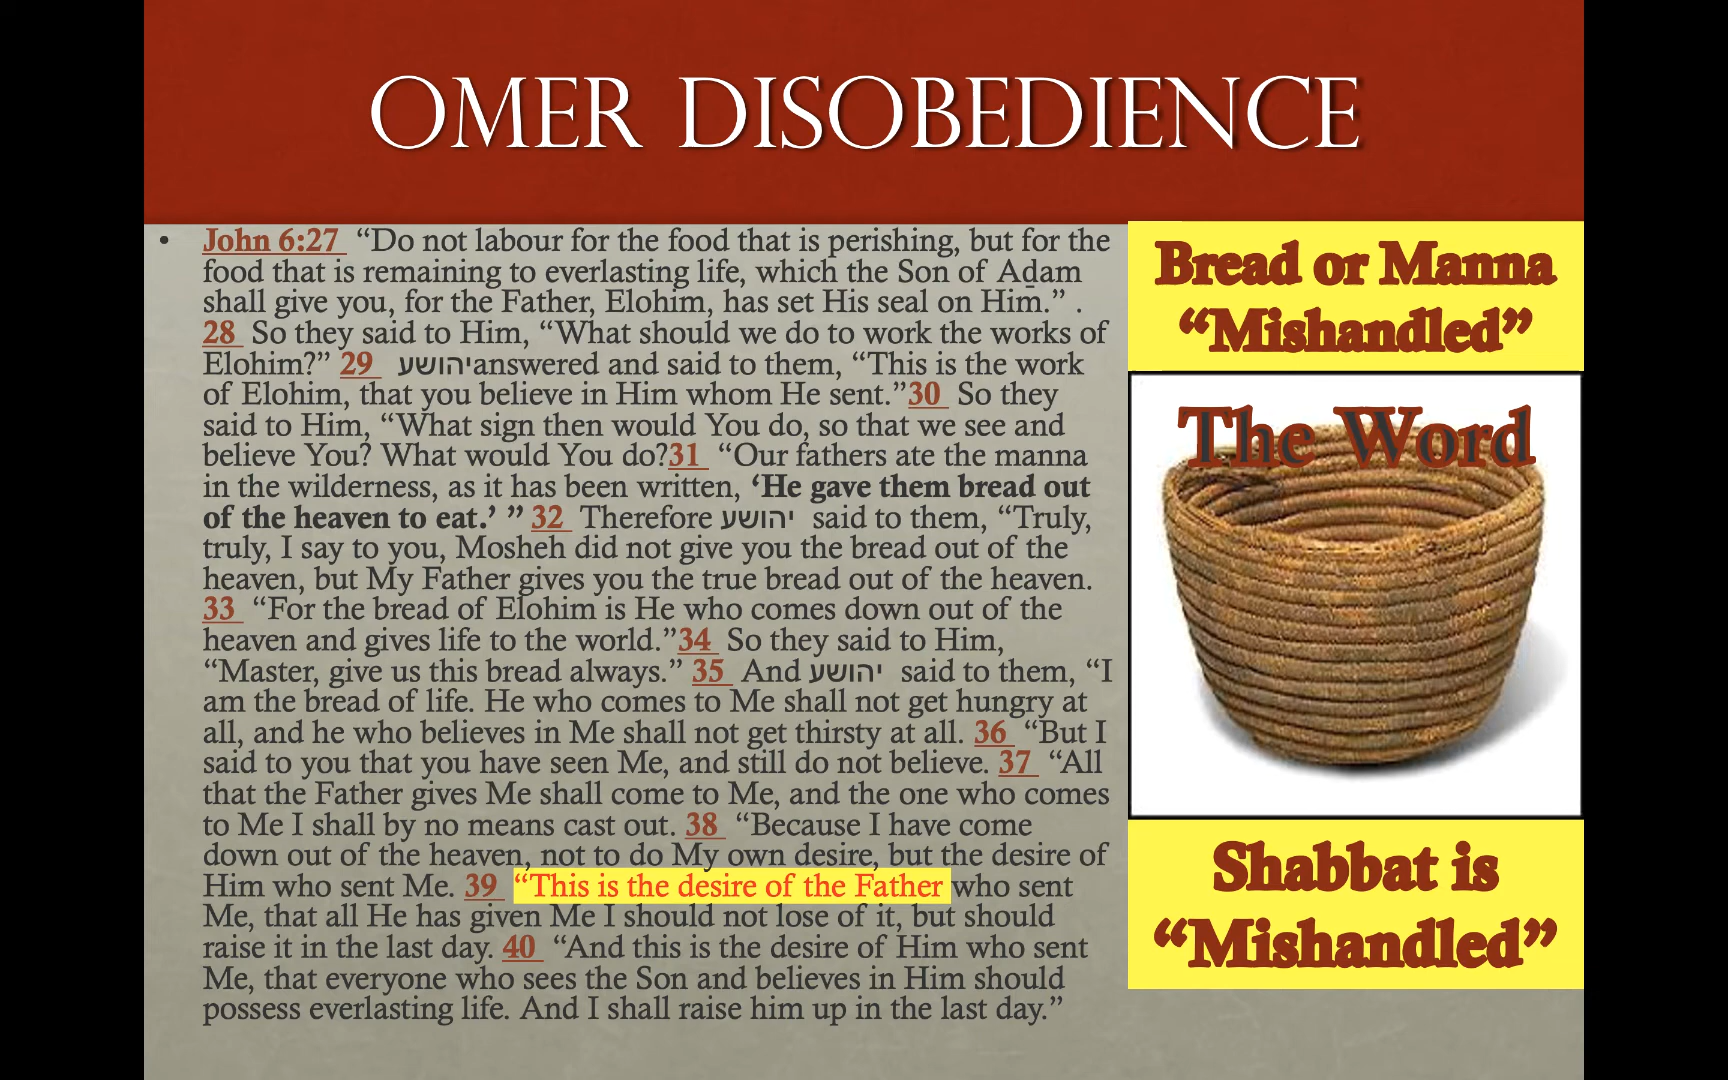 OMER DISOBEDIENCE
• John 6:27 “Do not labour for the food that is perishing, but for the
food that is remaining to everlasting life, which the Son of Aḏam
shall give you, for the Father, Elohim, has set His seal on Him.” .
28 So they said to Him, “What should we do to work the works of
Elohim?” 29 יהושע answered and said to them, “This is the work
of Elohim, that you believe in Him whom He sent.”30 So they
said to Him, “What sign then would You do, so that we see and
believe You? What would You do?31 “Our fathers ate the manna
in the wilderness, as it has been written, ‘He gave them bread out
of the heaven to eat.’ ” 32 Therefore יהושע said to them, “Truly,
truly, I say to you, Mosheh did not give you the bread out of the
heaven, but My Father gives you the true bread out of the heaven.
33 “For the bread of Elohim is He who comes down out of the
heaven and gives life to the world.”34 So they said to Him,
“Master, give us this bread always.” 35 And יהושע said to them, “I
am the bread of life. He who comes to Me shall not get hungry at
all, and he who believes in Me shall not get thirsty at all. 36 “But I
said to you that you have seen Me, and still do not believe. 37 “All
that the Father gives Me shall come to Me, and the one who comes
to Me I shall by no means cast out. 38 “Because I have come
down out of the heaven, not to do My own desire, but the desire of
Him who sent Me. 39 “This is the desire of the Father who sent
Me, that all He has given Me I should not lose of it, but should
raise it in the last day. 40 “And this is the desire of Him who sent
Me, that everyone who sees the Son and believes in Him should
possess everlasting life. And I shall raise him up in the last day.”
Bread or Manna
“Mishandled”
The Word
Shabbat is
“Mishandled”